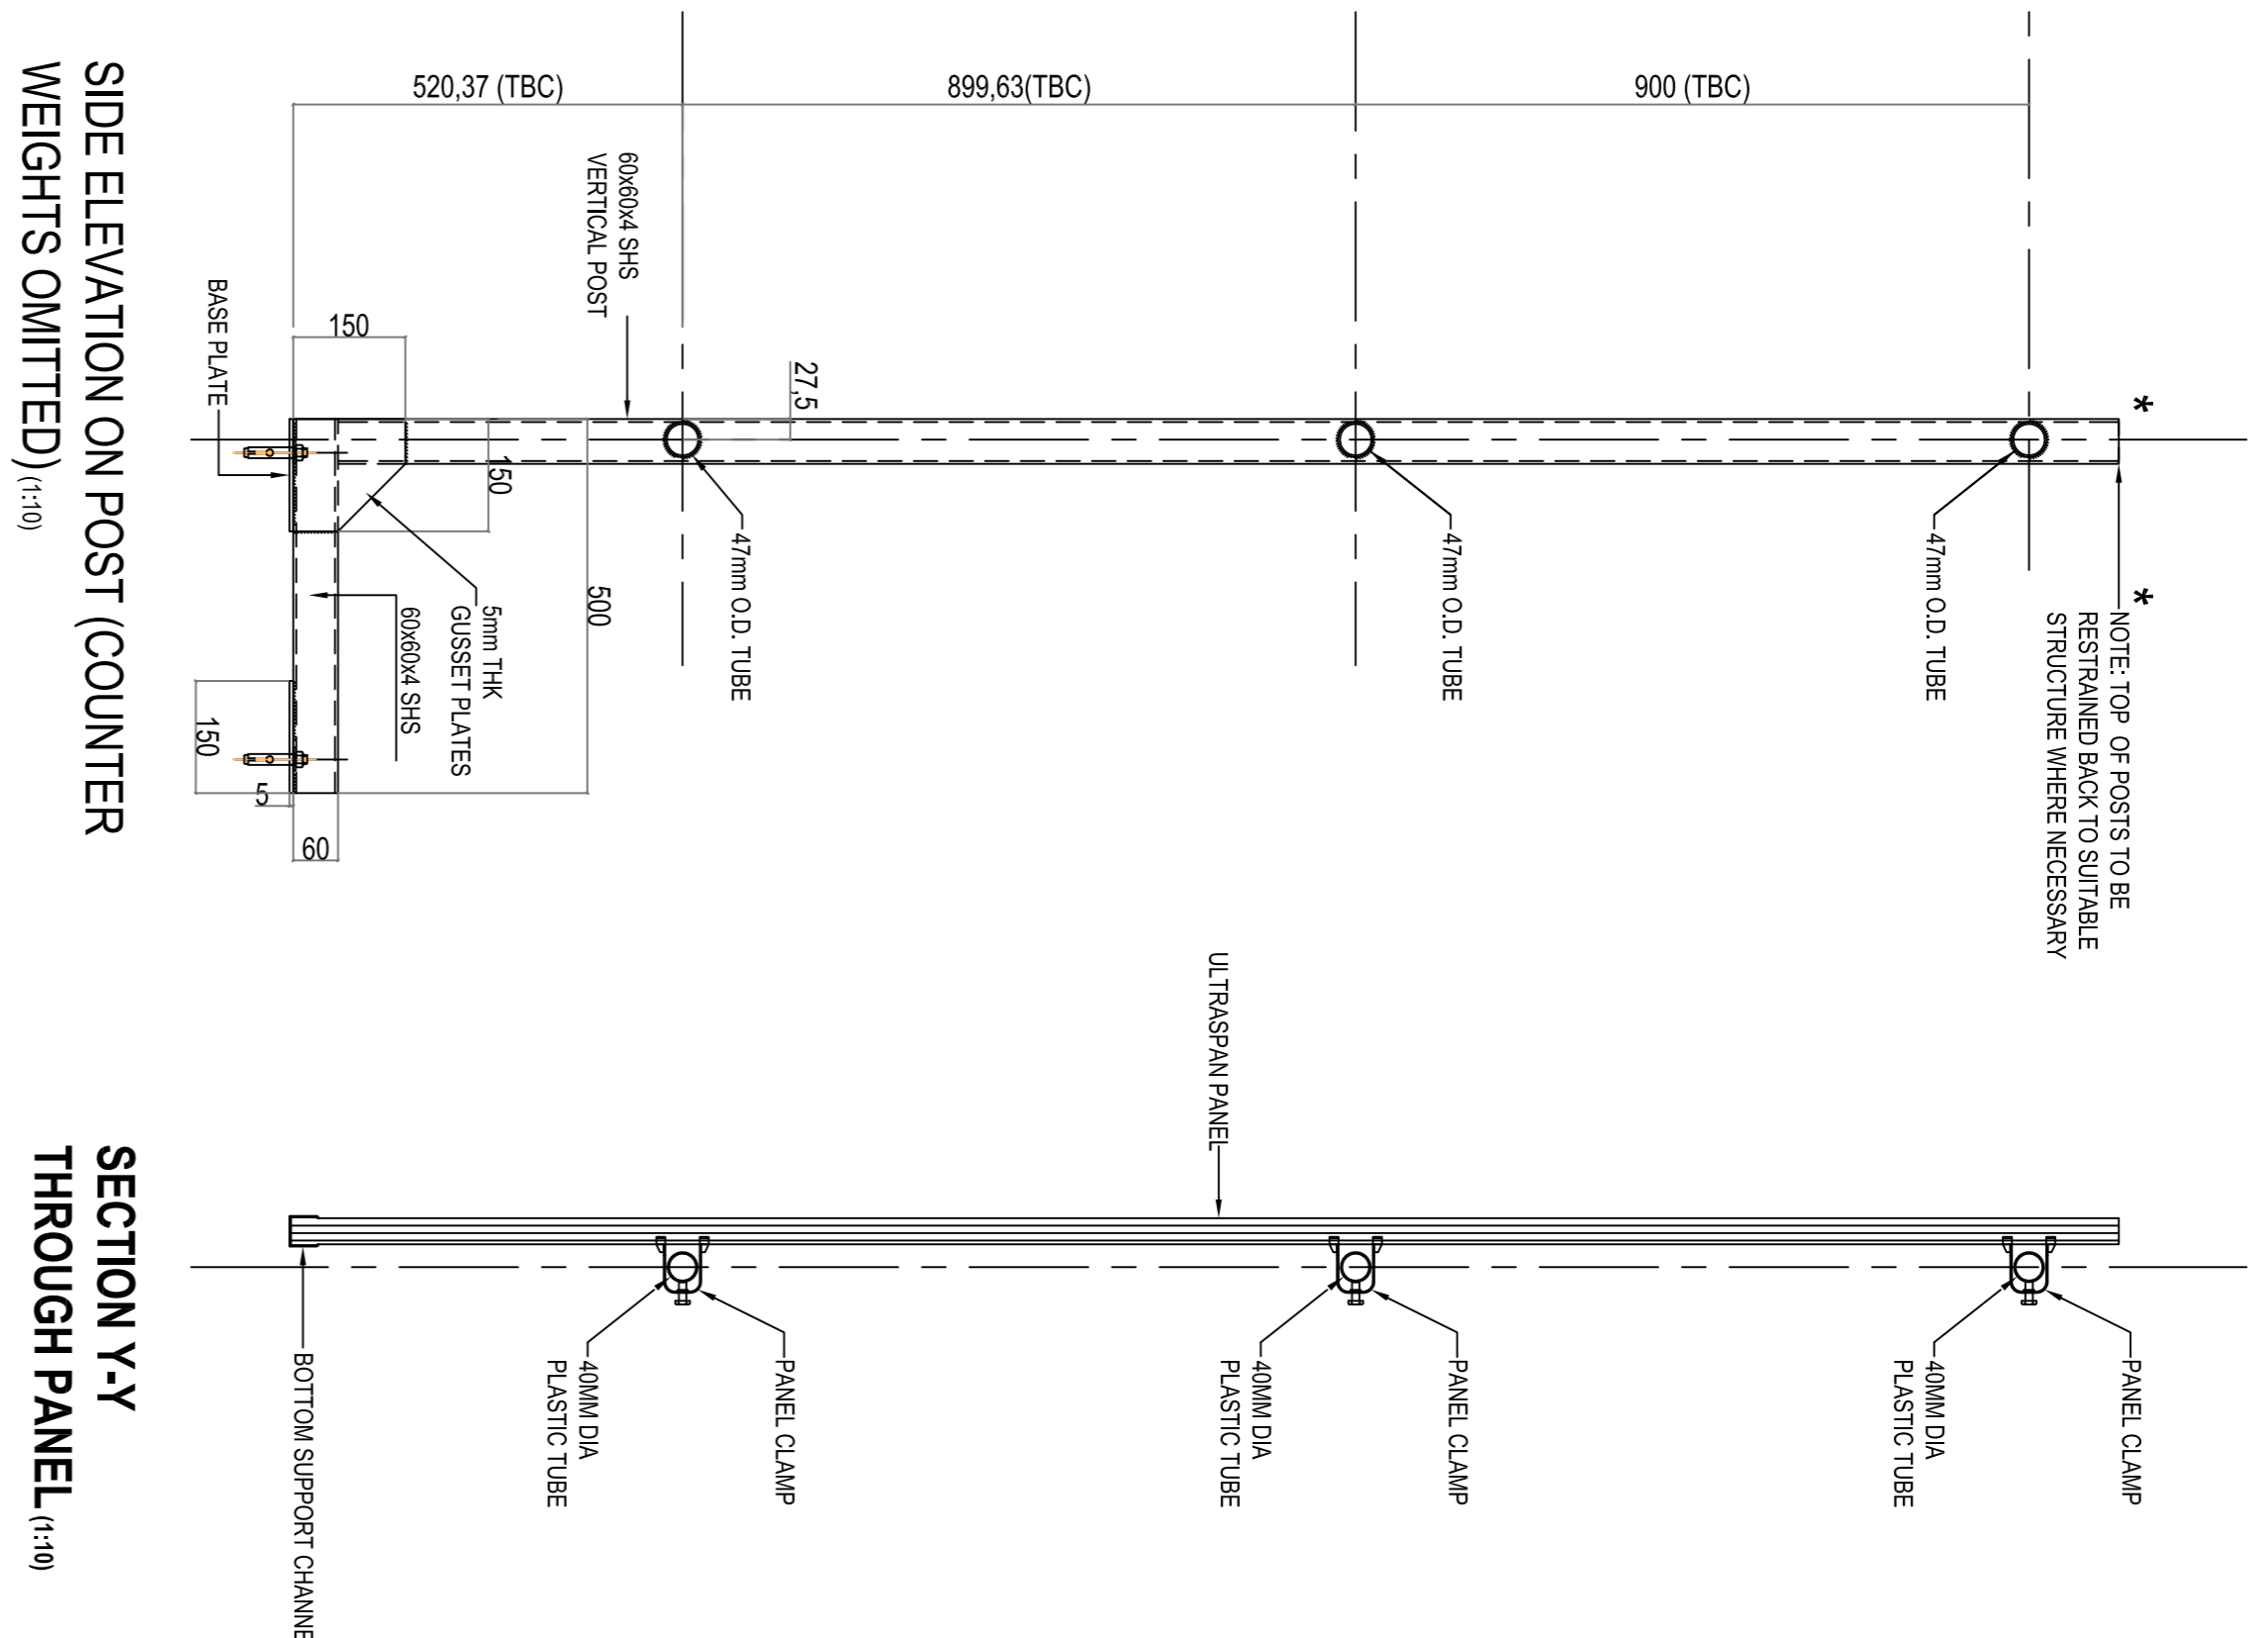 520,37 (TBC)
899,63(TBC)
900 (TBC)
60x60x4 SHS
VERTICAL POST
150
27,5
BASE PLATE
150
500
47mm O.D. TUBE
47mm O.D. TUBE
47mm O.D. TUBE
*
*
NOTE: TOP OF POSTS TO BE
RESTRAINED BACK TO SUITABLE
STRUCTURE WHERE NECESSARY
5mm THK
GUSSET PLATES
60x60x4 SHS
150
5
60
SIDE ELEVATION ON POST (COUNTER
WEIGHTS OMITTED) (1:10)
ULTRASPAN PANEL
PANEL CLAMP
40MM DIA
PLASTIC TUBE
PANEL CLAMP
40MM DIA
PLASTIC TUBE
PANEL CLAMP
40MM DIA
PLASTIC TUBE
BOTTOM SUPPORT CHANNE
SECTION Y-Y
THROUGH PANEL (1:10)